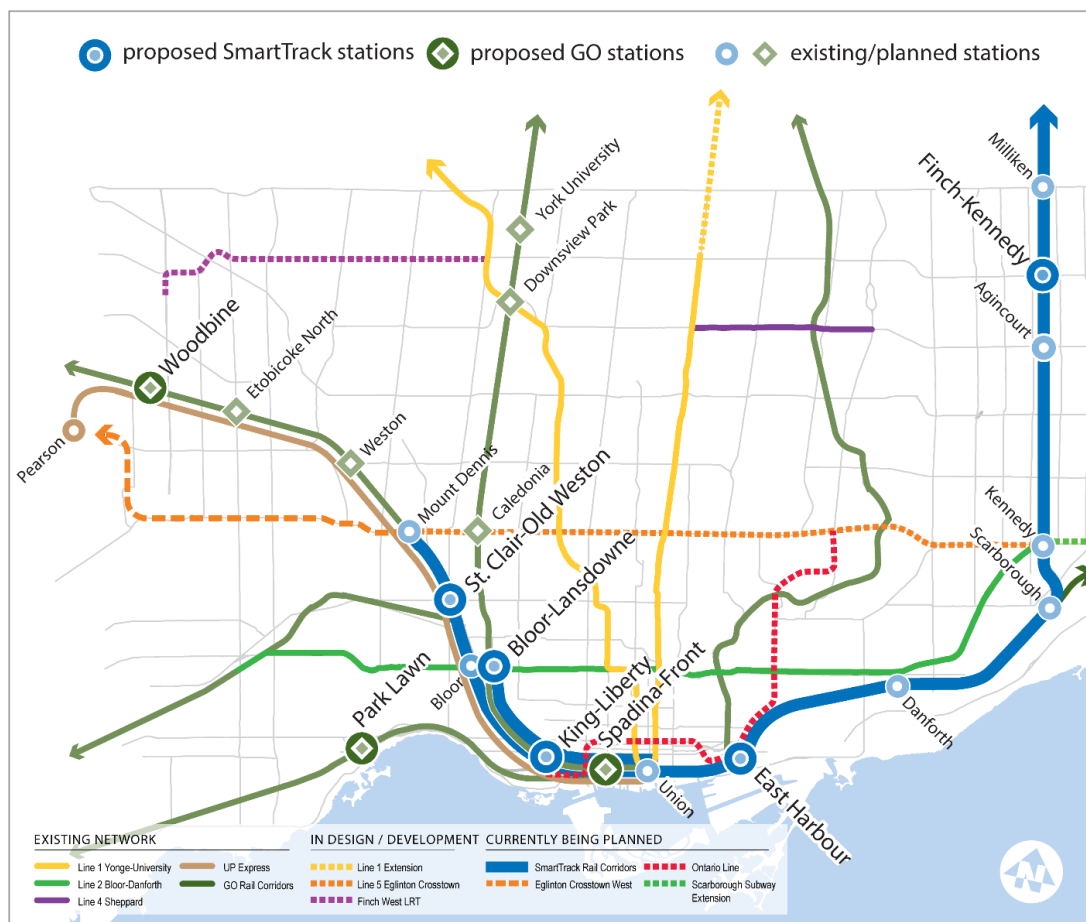 proposed SmartTrack stations
proposed GO stations
existing/planned stations
Milliken
Finch-Kennedy
York University
Downsview Park
Agincourt
Woodbine
Etobicoke North
Pearson
Weston
Mount Dennis
Caledonia
St. Clair-Old Weston
Kennedy
Scarborough
Bloor-Lansdowne
Bloor
Park Lawn
King-Liberty
Spadina-Front
Danforth
Union
East Harbour
EXISTING NETWORK
Line 1 Yonge-University
UP Express
Line 2 Bloor-Danforth
GO Rail Corridors
Line 4 Sheppard
IN DESIGN / DEVELOPMENT
Line 1 Extension
Line 5 Eglinton Crosstown
Finch West LRT
CURRENTLY BEING PLANNED
SmartTrack Rail Corridors
Ontario Line
Eglinton Crosstown West
Scarborough Subway
Extension
N